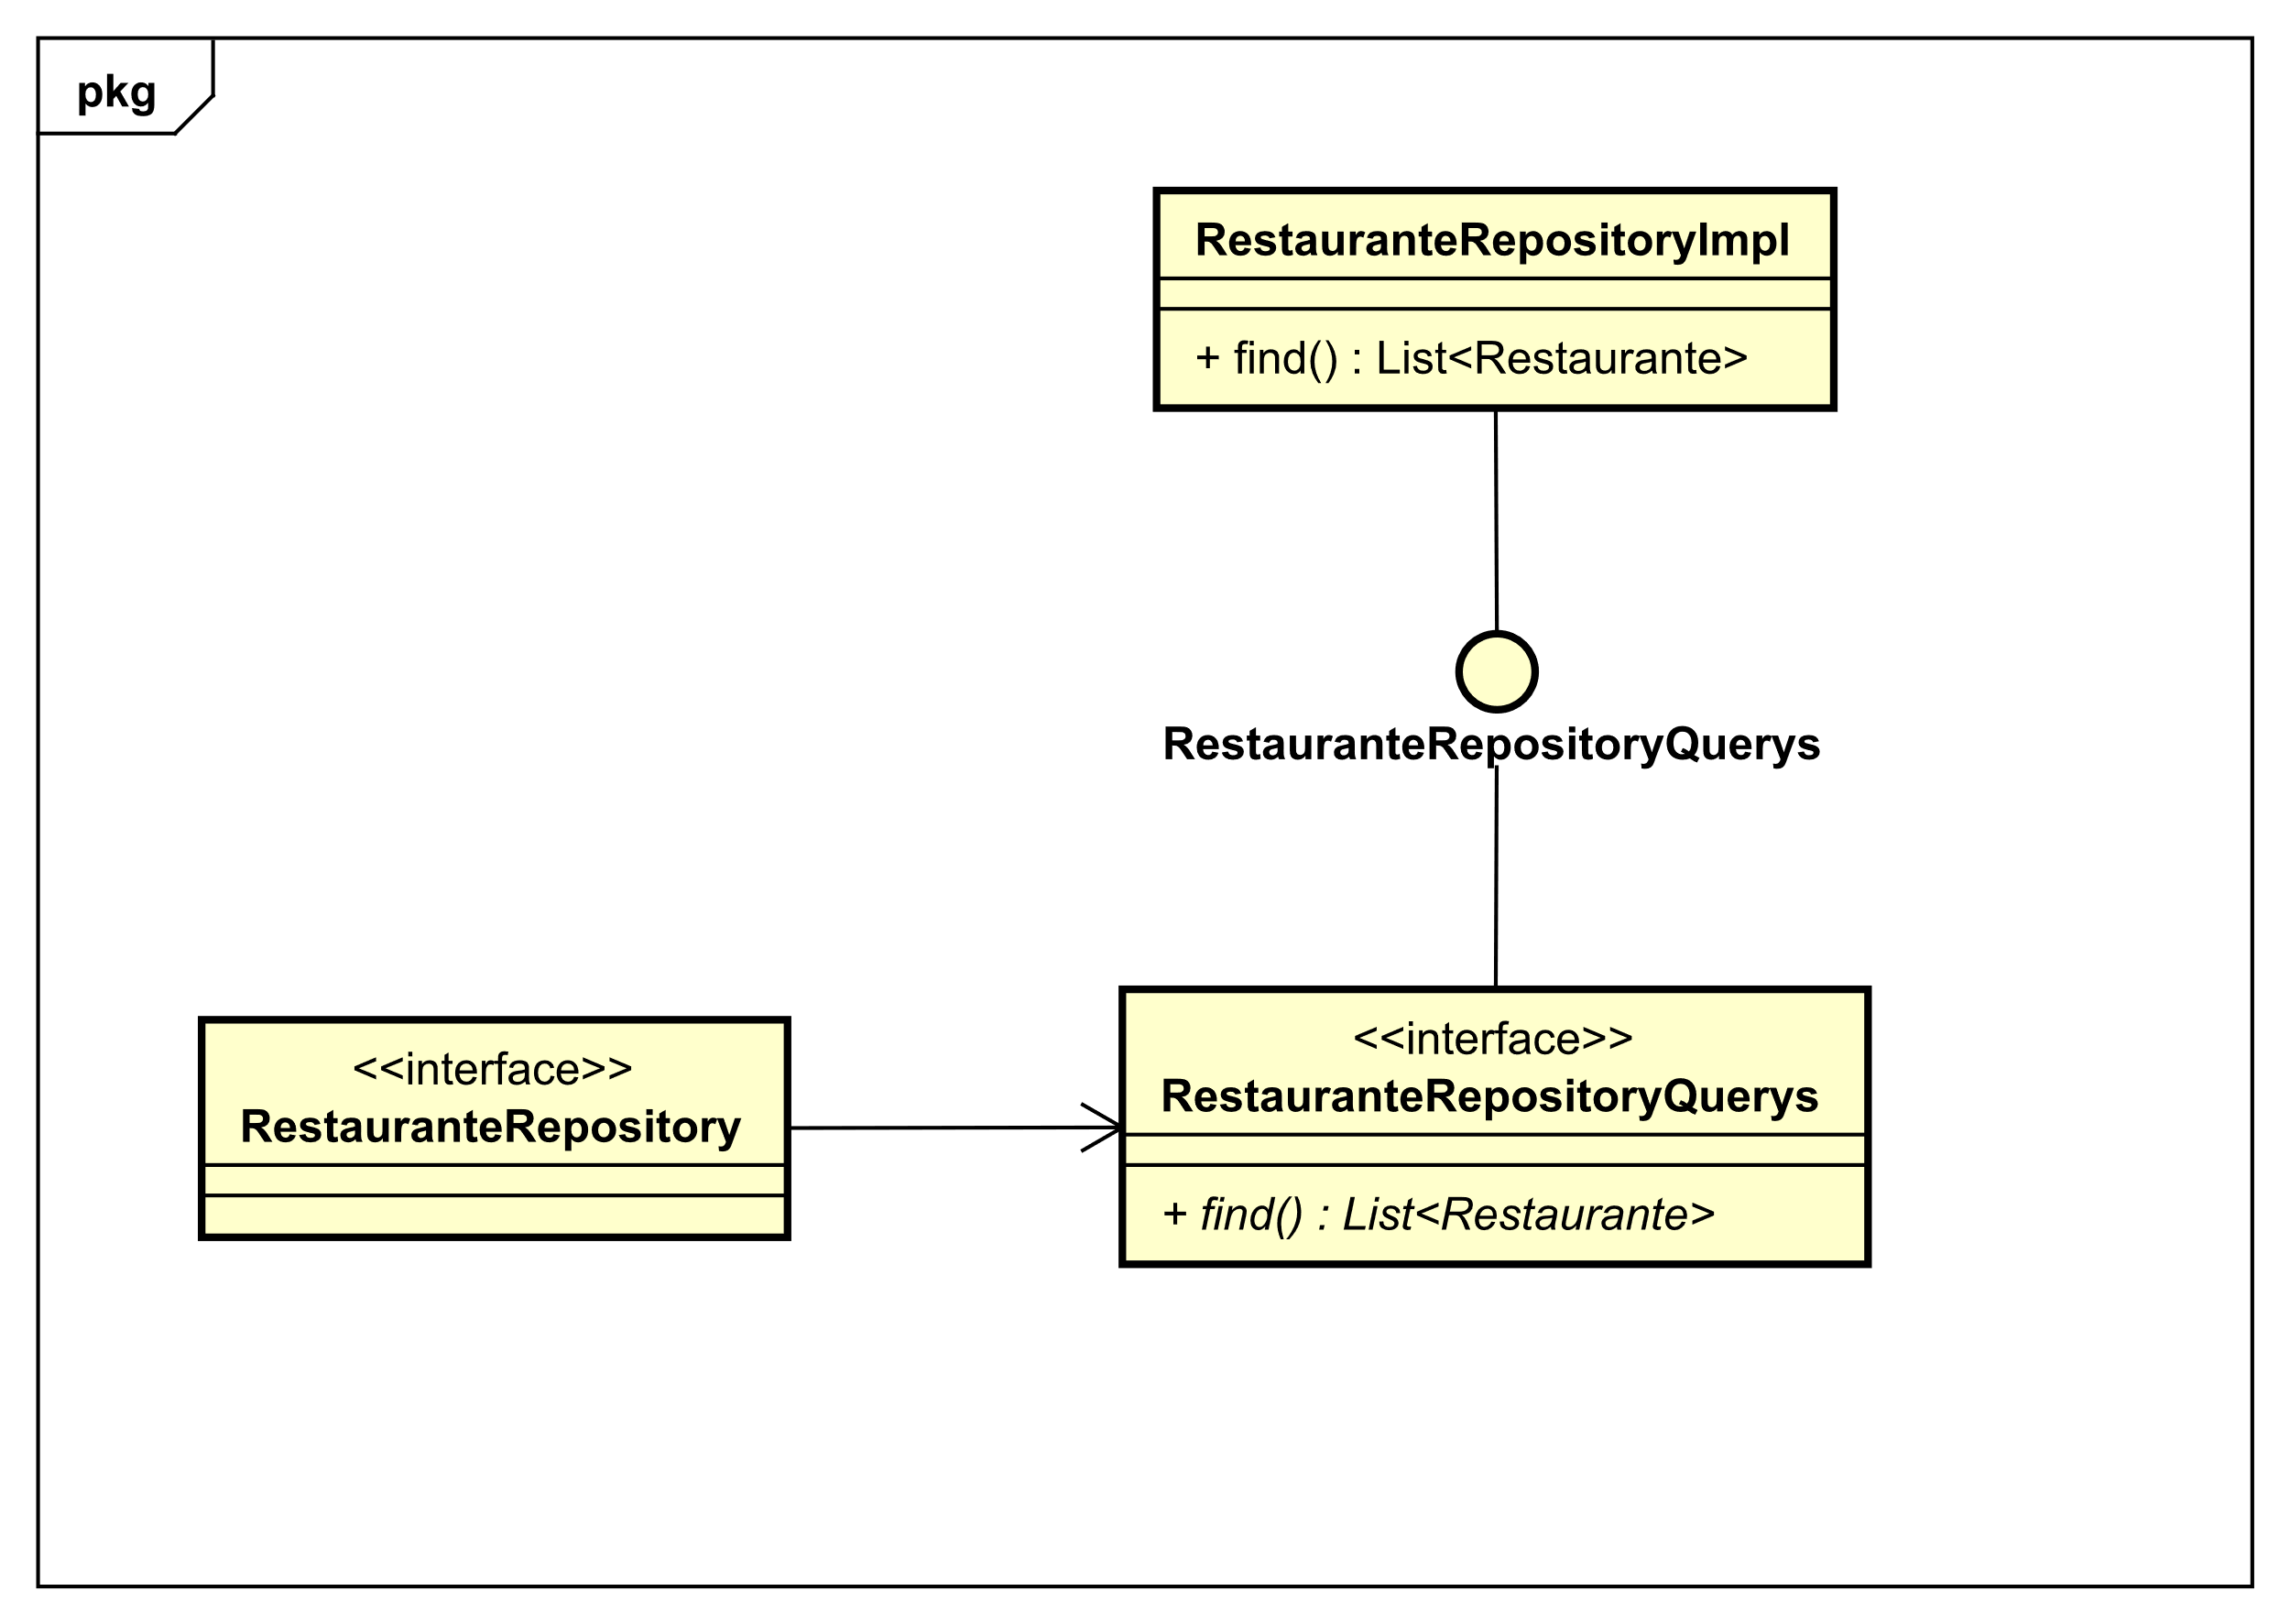 pkg
RestauranteRepositoryImpl
+ find() : List<Restaurante>
RestauranteRepositoryQuerys
<<interface>>
RestauranteRepository
<<interface>>
RestauranteRepositoryQuerys
+ find() : List<Restaurante>